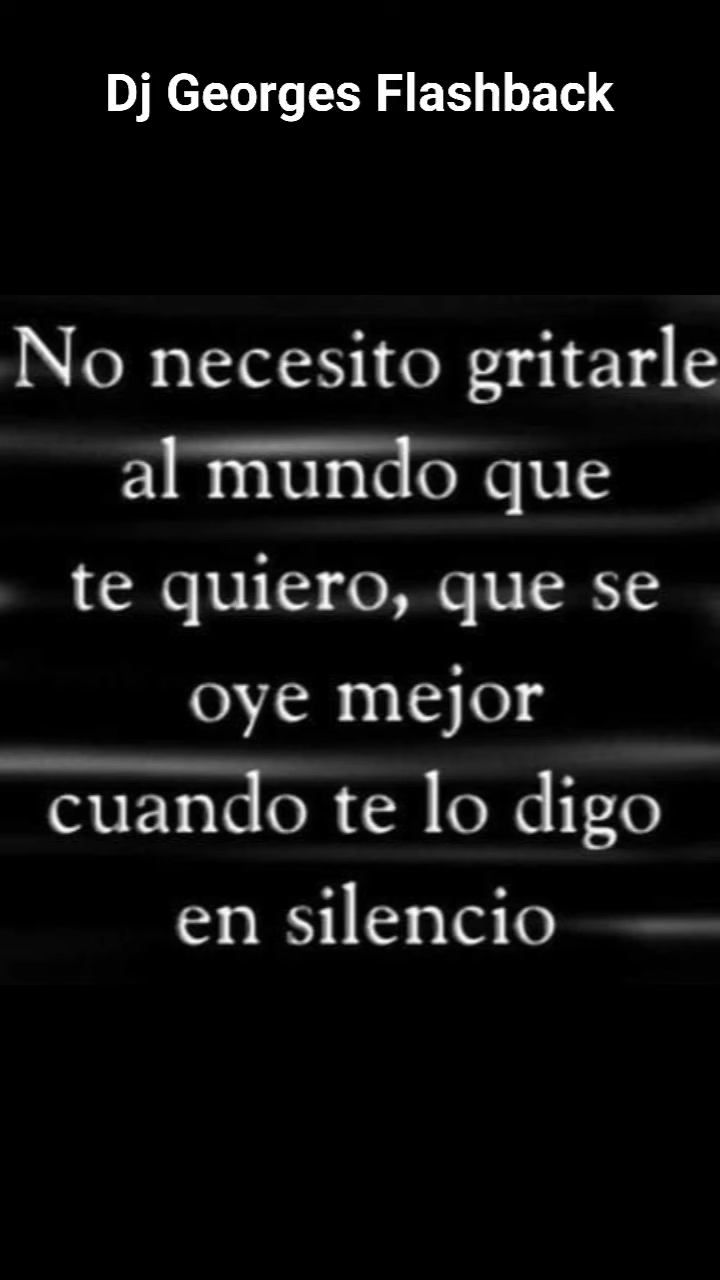 Dj Georges Flashback
No necesito gritarle
al mundo que
te quiero, que se
oye mejor
cuando te lo digo
en silencio